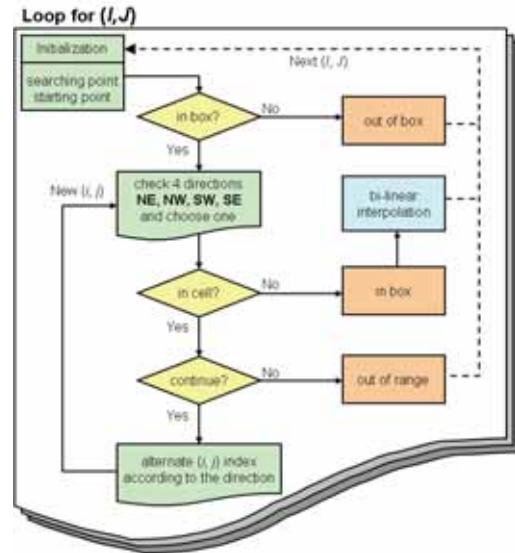 Loop for (I,J)
Initialization
searching point
starting point
Next (I, J)
in box?
No
out of box
Yes
New (i, j)
check 4 directions
NE, NW, SW, SE
and choose one
bi-linear
interpolation
in cell?
No
in box
Yes
continue?
No
out of range
Yes
alternate (i, j) index
according to the direction